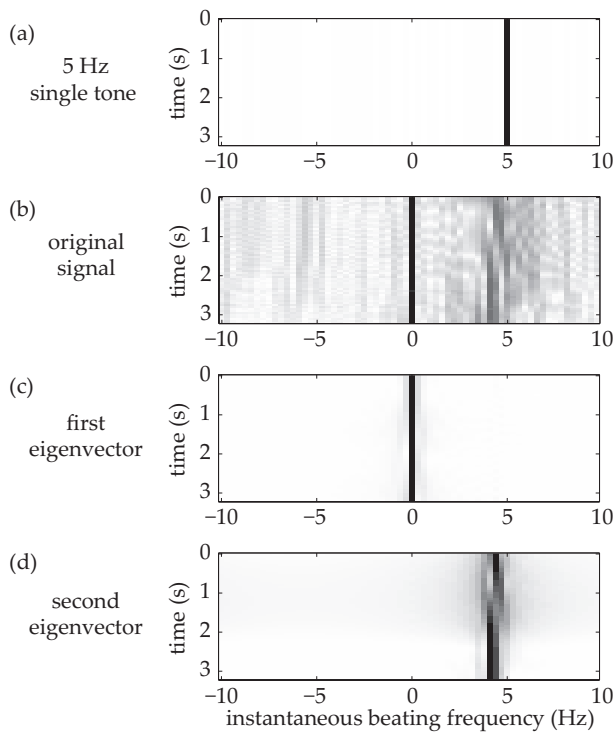 (a)
5 Hz
single tone
time (s)
0
1
2
3
−10
−5
0
5
10
(b)
original
signal
time (s)
0
1
2
3
−10
−5
0
5
10
(c)
first
eigenvector
time (s)
0
1
2
3
−10
−5
0
5
10
(d)
second
eigenvector
time (s)
0
1
2
3
−10
−5
0
5
10
instantaneous beating frequency (Hz)